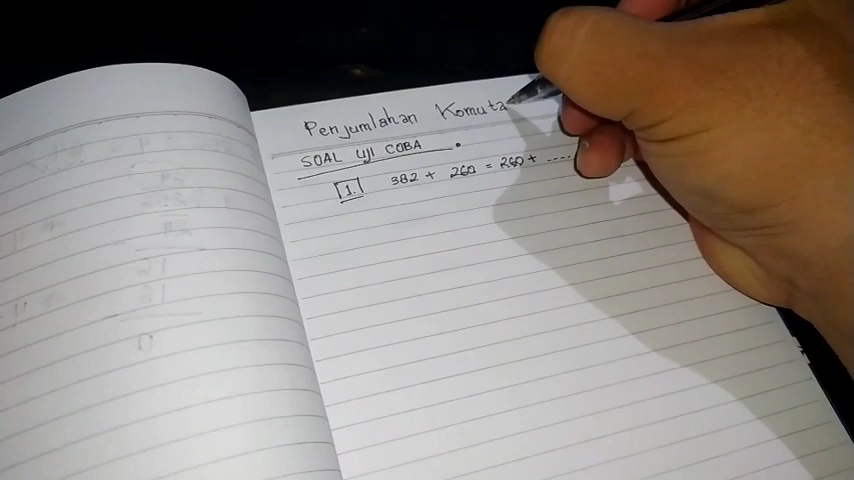 Penjumlahan Komuta
SOAL UJI COBA .
1. 382 + 260 = 260 + ....